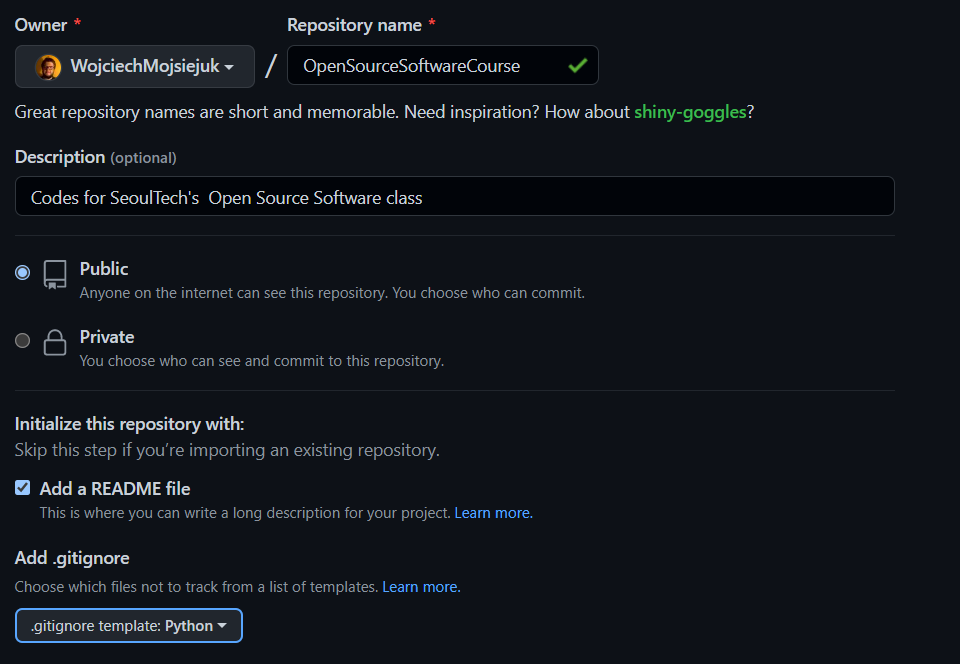 Owner * Repository name *
WojciechMojsiejuk / OpenSourceSoftwareCourse
Great repository names are short and memorable. Need inspiration? How about shiny-goggles?
Description (optional)
Codes for SeoulTech's  Open Source Software class
Public
Anyone on the internet can see this repository. You choose who can commit.
Private
You choose who can see and commit to this repository.
Initialize this repository with:
Skip this step if you’re importing an existing repository.
Add a README file
This is where you can write a long description for your project. Learn more.
Add .gitignore
Choose which files not to track from a list of templates. Learn more.
.gitignore template: Python